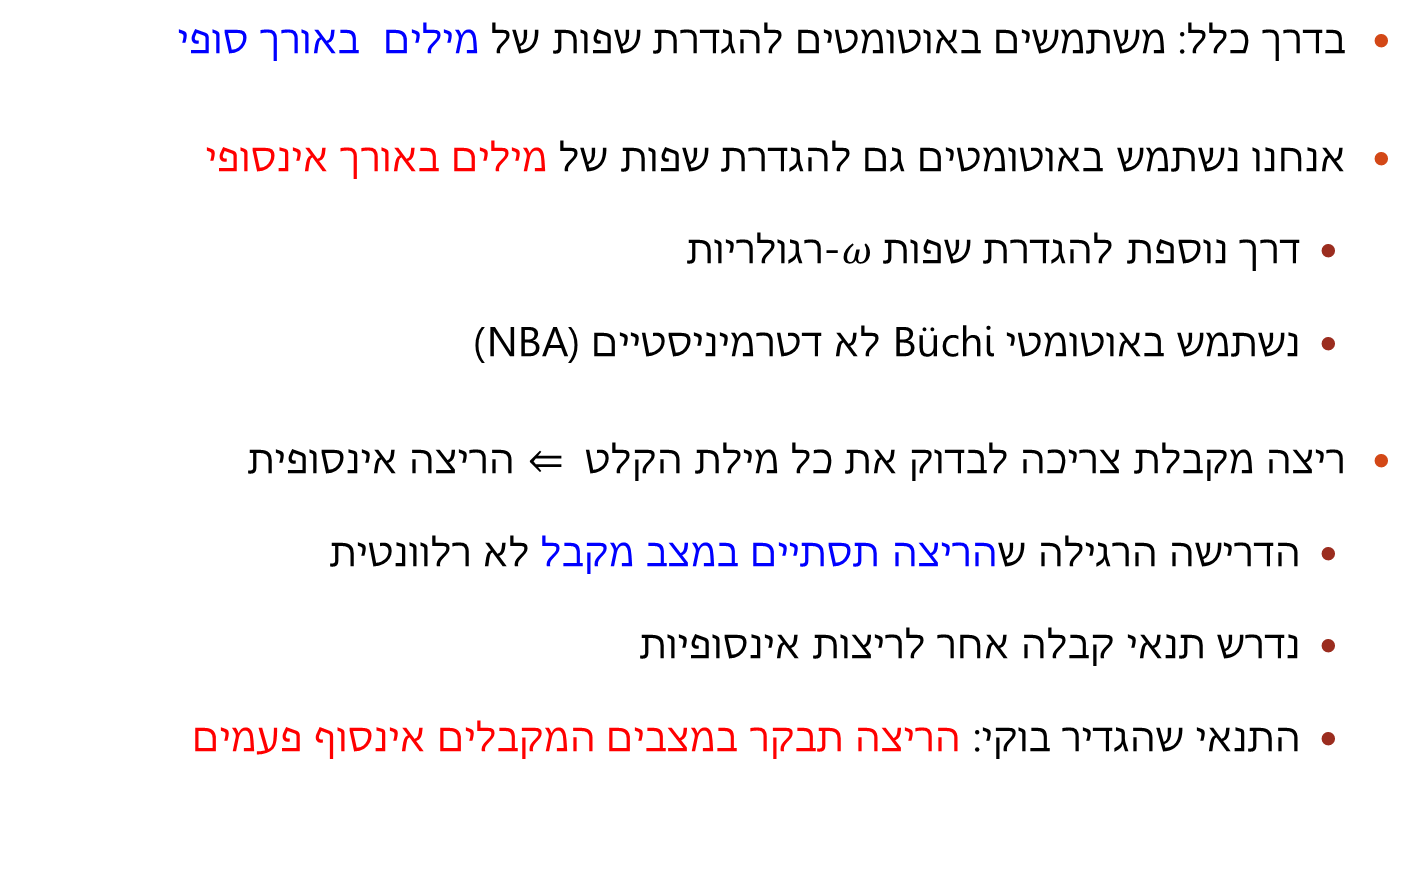 • בדרך כלל: משתמשים באוטומטים להגדרת שפות של מילים באורך סופי
• אנחנו נשתמש באוטומטים גם להגדרת שפות של מילים באורך אינסופי
• דרך נוספת להגדרת שפות ω-רגולריות
• נשתמש באוטומטי Büchi לא דטרמיניסטיים (NBA)
• ריצה מקבלת צריכה לבדוק את כל מילת הקלט ⇐ הריצה אינסופית
• הדרישה הרגילה שהריצה תסתיים במצב מקבל לא רלוונטית
• נדרש תנאי קבלה אחר לריצות אינסופיות
• התנאי שהגדיר בוקי: הריצה תבקר במצבים המקבלים אינסוף פעמים